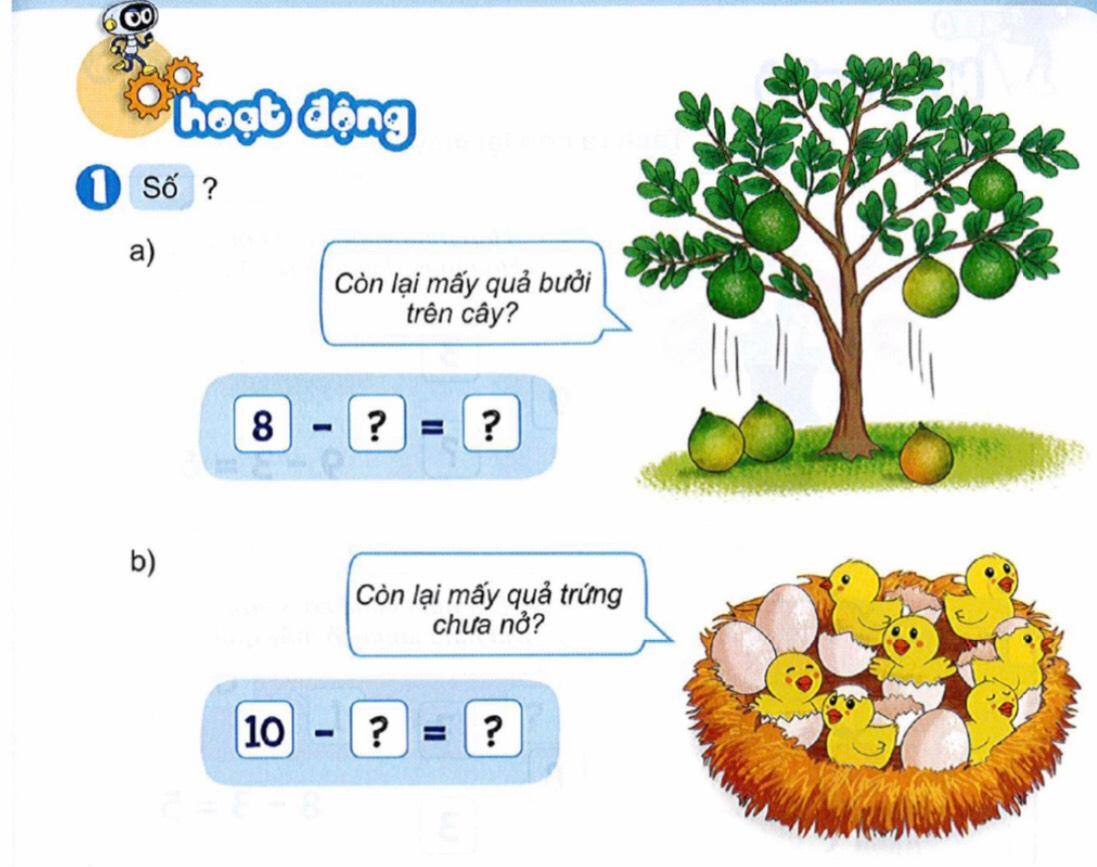 hoạt động
1 Số ?
a)
Còn lại mấy quả bưởi
trên cây?
8 - ? = ?
b)
Còn lại mấy quả trứng
chưa nở?
10 - ? = ?